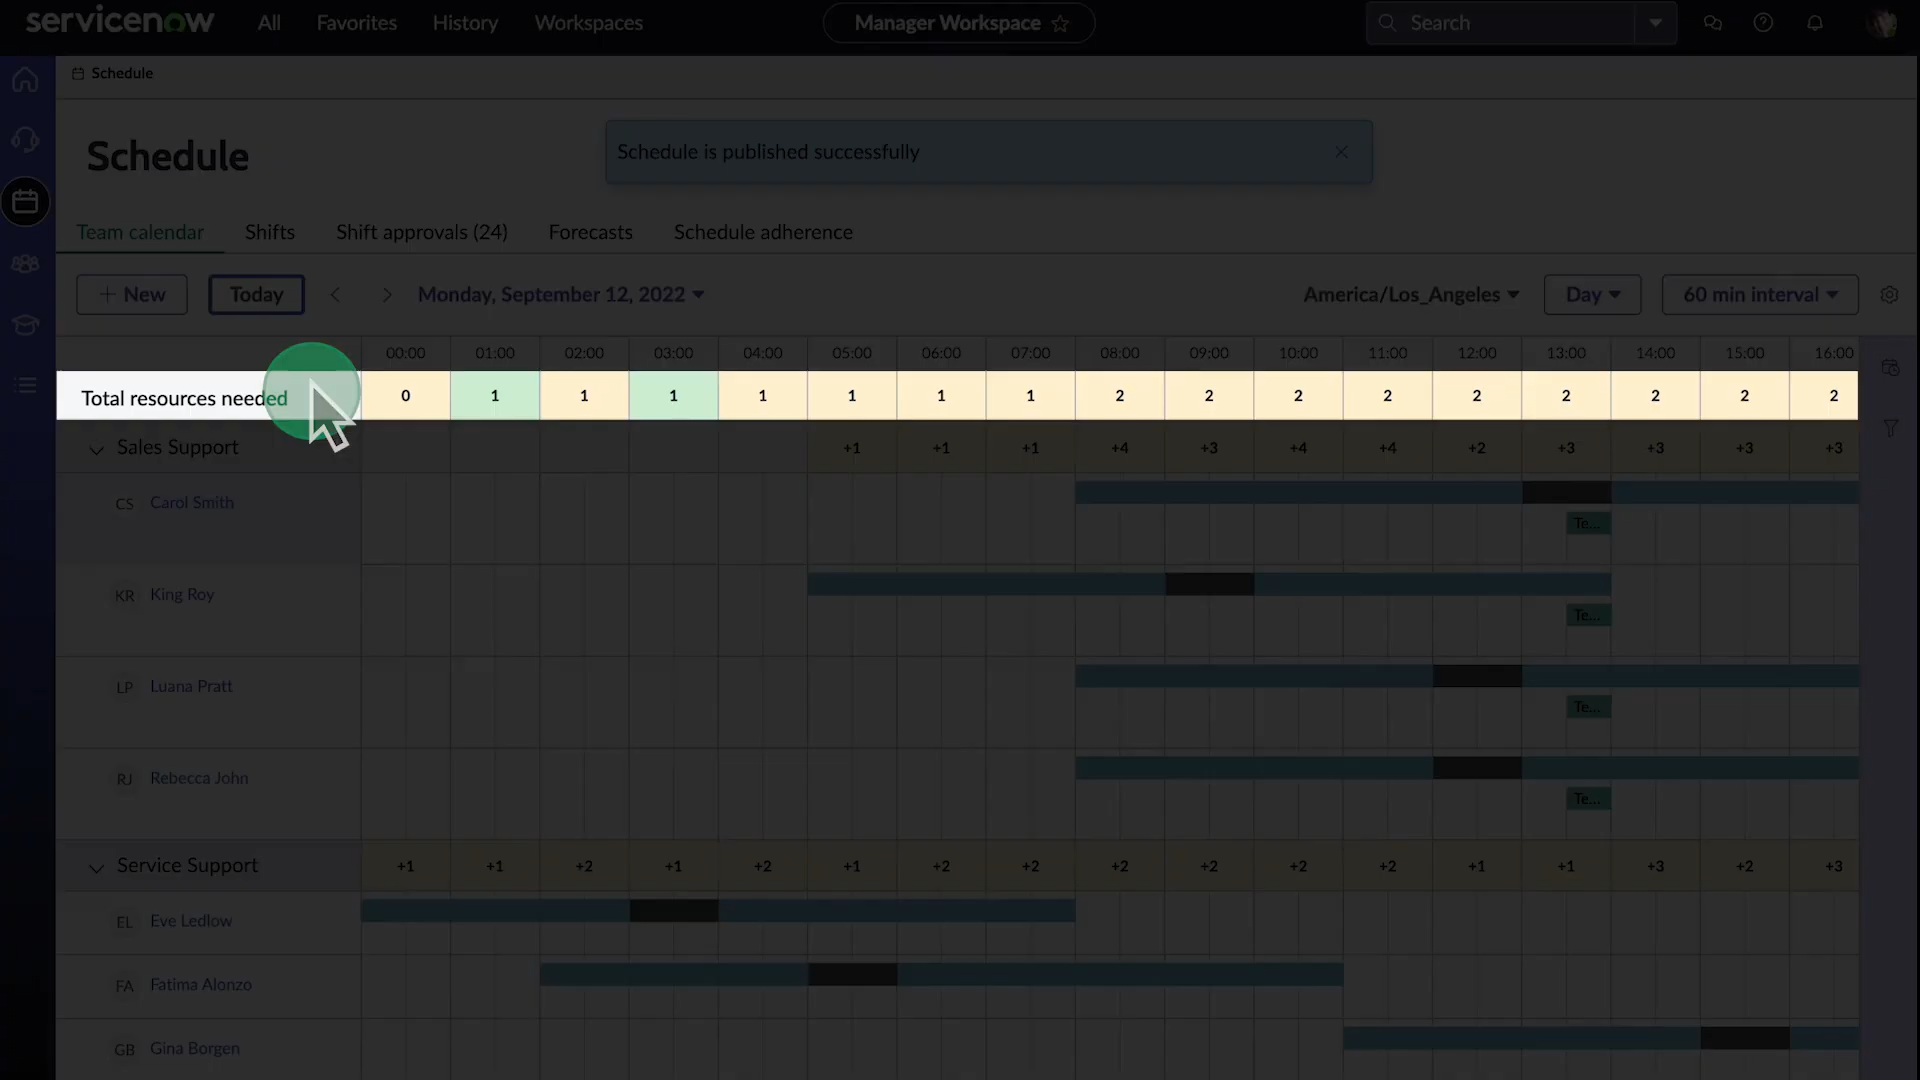 servicenow All Favorites History Workspaces Manager Workspace Search
Schedule
Schedule
Schedule is published successfully
Team calendar Shifts Shift approvals (24) Forecasts Schedule adherence
+ New Today Monday, September 12, 2022 America/Los_Angeles Day 60 min interval
00:00 01:00 02:00 03:00 04:00 05:00 06:00 07:00 08:00 09:00 10:00 11:00 12:00 13:00 14:00 15:00 16:00
Total resources needed 0 1 1 1 1 1 1 1 2 2 2 2 2 2 2 2 2
Sales Support +1 +1 +1 +4 +3 +4 +4 +2 +3 +3 +3 +3
CS Carol Smith
Te...
KR King Roy
Te...
LP Luana Pratt
Te...
RJ Rebecca John
Te...
Service Support +1 +1 +2 +1 +2 +1 +2 +2 +2 +2 +2 +2 +1 +1 +3 +2 +3
EL Eve Ledlow
FA Fatima Alonzo
GB Gina Borgen